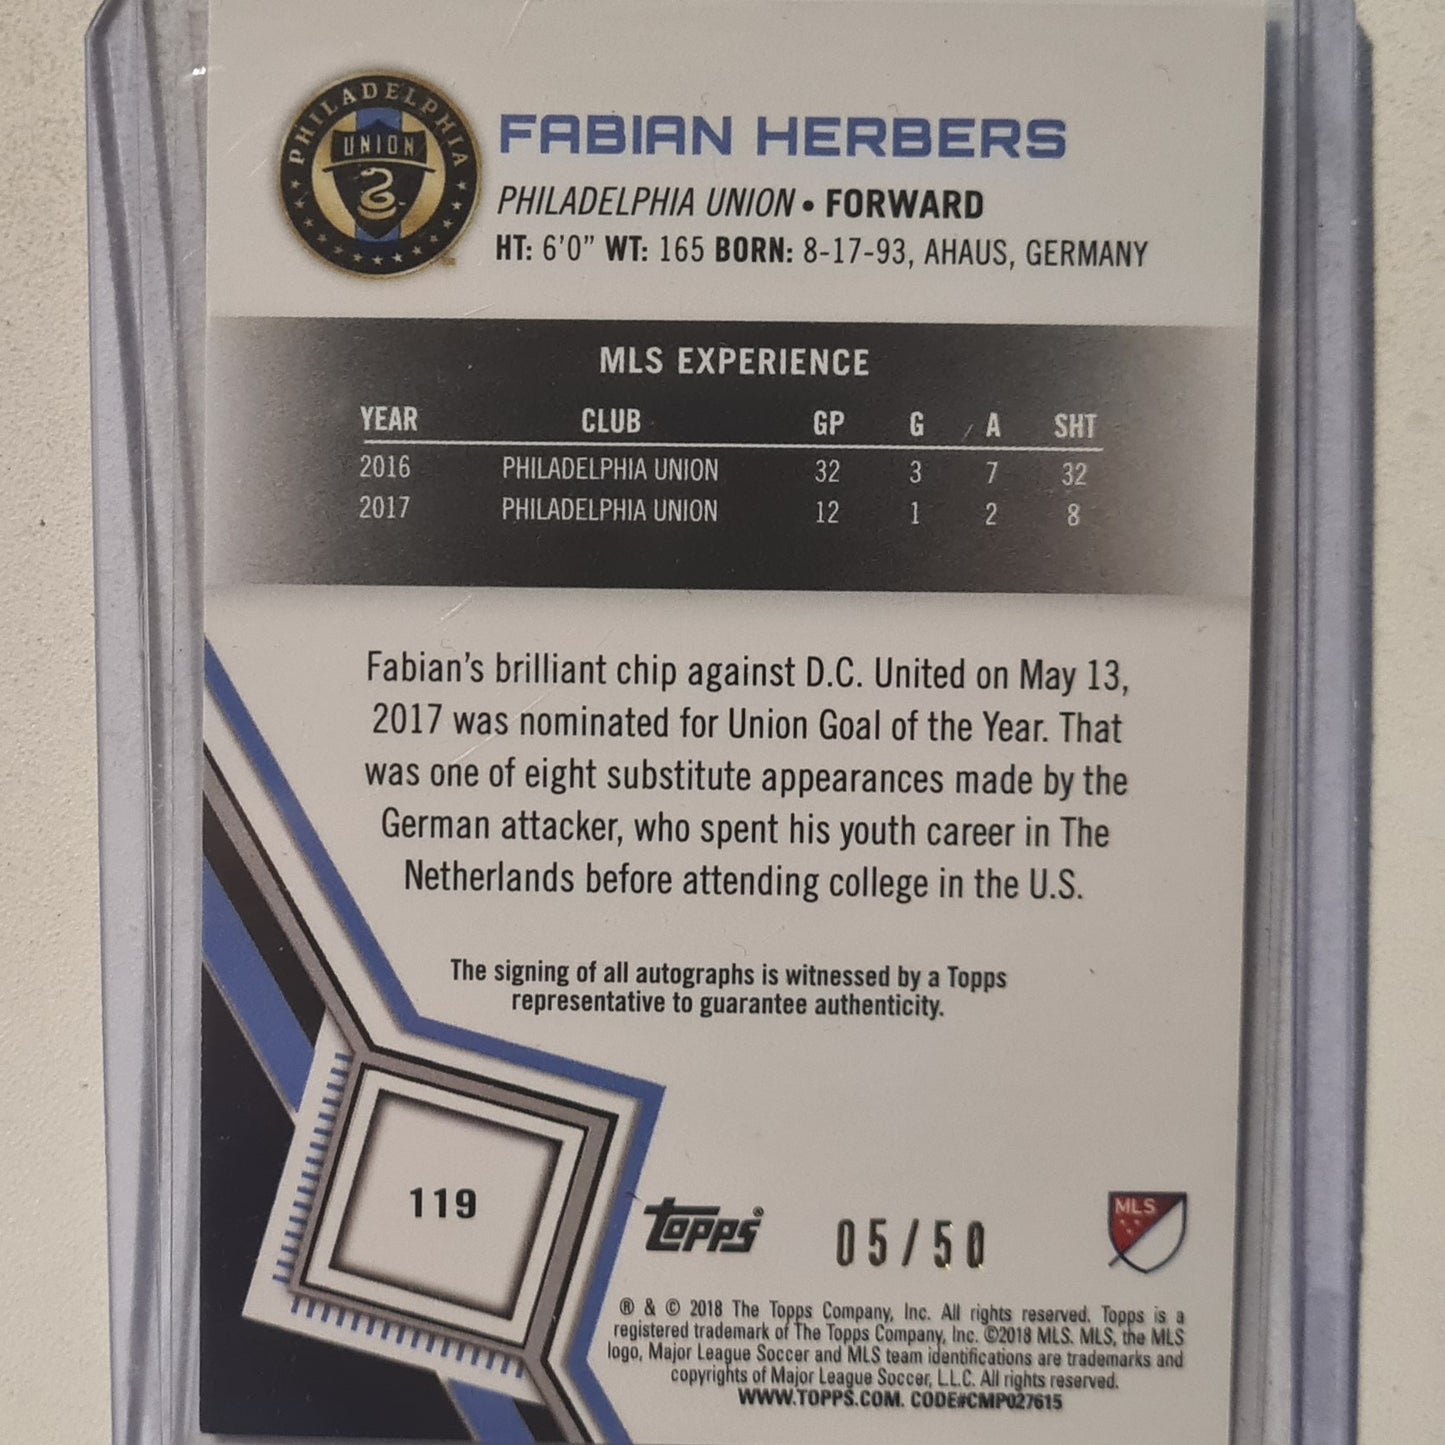 PHILADELPHIA
UNION
FABIAN HERBERS
PHILADELPHIA UNION • FORWARD
HT: 6'0" WT: 165 BORN: 8-17-93, AHAUS, GERMANY
MLS EXPERIENCE
YEAR CLUB GP G A SHT
2016 PHILADELPHIA UNION 32 3 7 32
2017 PHILADELPHIA UNION 12 1 2 8
Fabian's brilliant chip against D.C. United on May 13,
2017 was nominated for Union Goal of the Year. That
was one of eight substitute appearances made by the
German attacker, who spent his youth career in The
Netherlands before attending college in the U.S.
The signing of all autographs is witnessed by a Topps
representative to guarantee authenticity.
119
topps®
05/50
MLS
® & © 2018 The Topps Company, Inc. All rights reserved. Topps is a
registered trademark of The Topps Company, Inc. ©2018 MLS. MLS, the MLS
logo, Major League Soccer and MLS team identifications are trademarks and
copyrights of Major League Soccer, L.L.C. All rights reserved.
WWW.TOPPS.COM. CODE#CMP027615